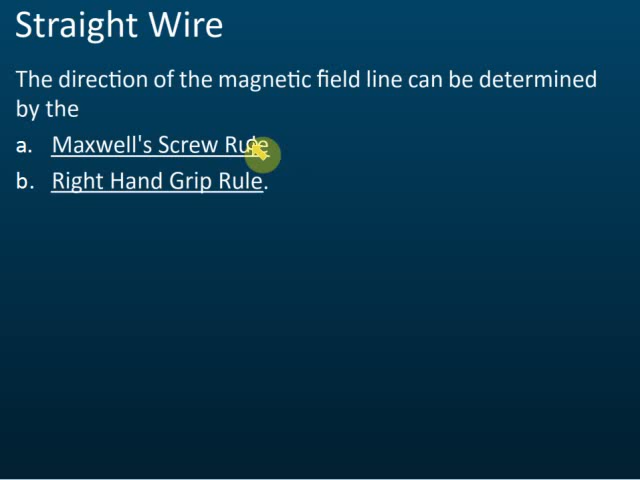 Straight Wire
The direction of the magnetic field line can be determined
by the
a. Maxwell's Screw Rule
b. Right Hand Grip Rule.